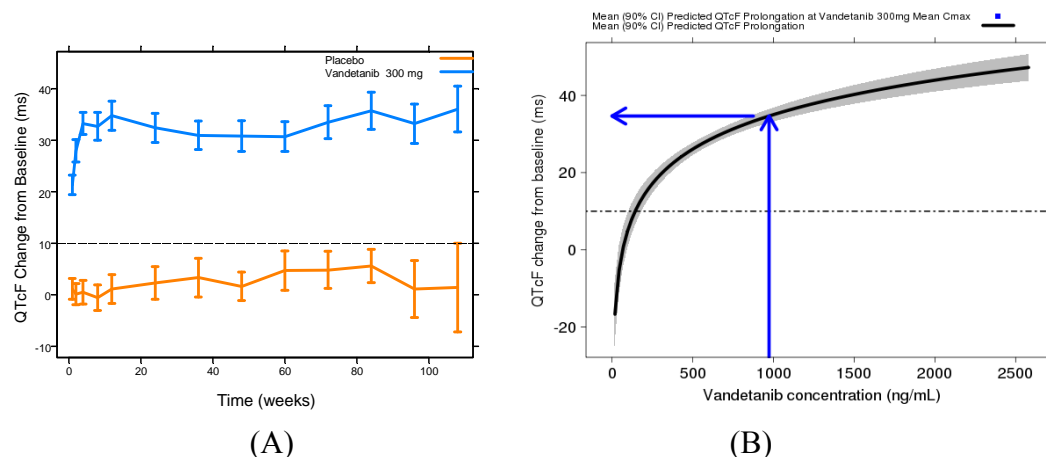 Placebo
Vandetanib 300 mg
QTcF Change from Baseline (ms)
40
30
20
10
0
-10
0 20 40 60 80 100
Time (weeks)
(A)
Mean (90% CI) Predicted QTcF Prolongation at Vandetanib 300mg Mean Cmax
Mean (90% CI) Predicted QTcF Prolongation
QTcF change from baseline (ms)
40
20
0
-20
0 500 1000 1500 2000 2500
Vandetanib concentration (ng/mL)
(B)